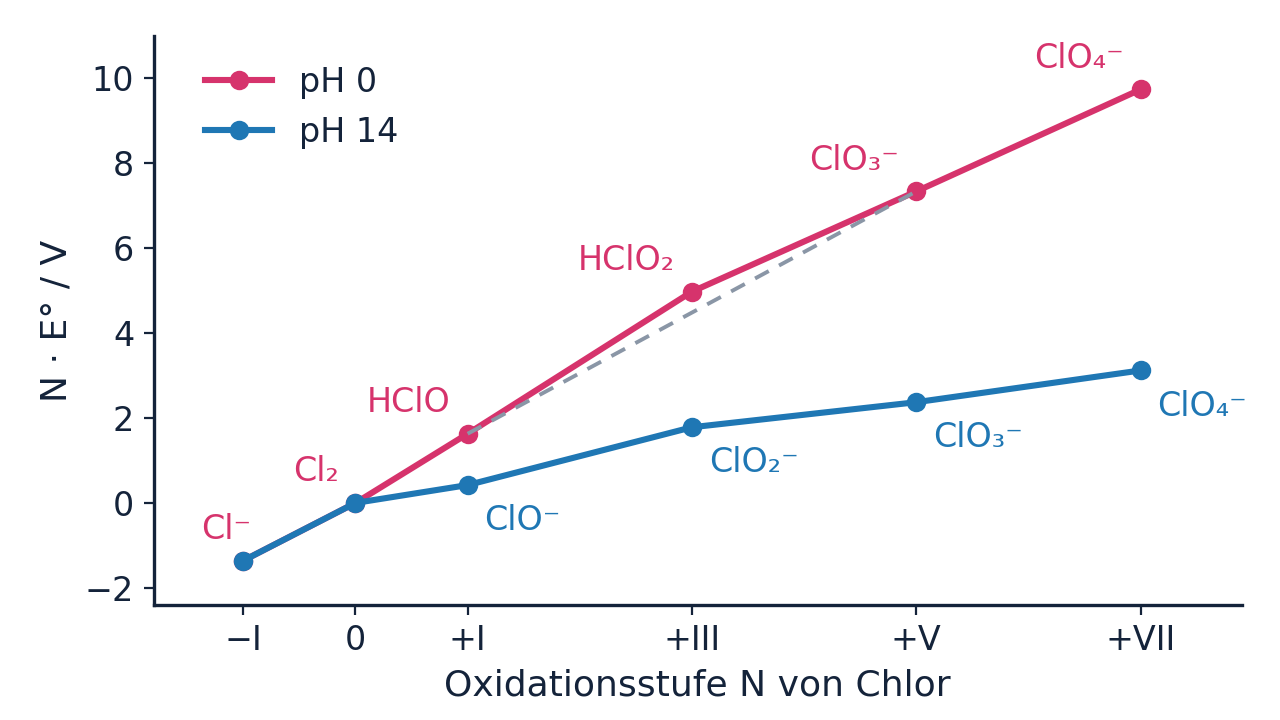 pH 0
pH 14
N · E° / V
10
8
6
4
2
0
−2
Cl⁻
Cl₂
HClO
HClO₂
ClO₃⁻
ClO₄⁻
ClO⁻
ClO₂⁻
ClO₃⁻
ClO₄⁻
−I 0 +I +III +V +VII
Oxidationsstufe N von Chlor